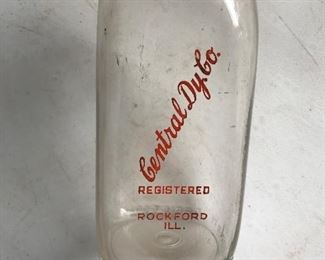 Central Dy. Co.
REGISTERED
ROCKFORD
ILL.